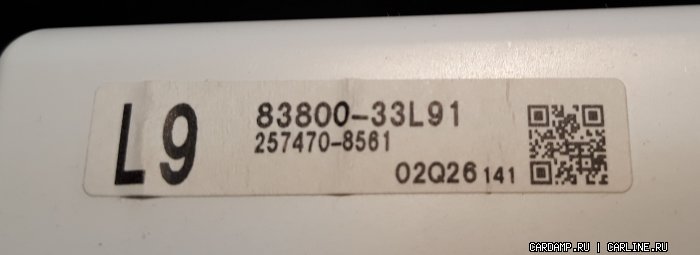 L9
83800-33L91
257470-8561
02Q26 141
CARDAMP.RU | CARLINE.RU